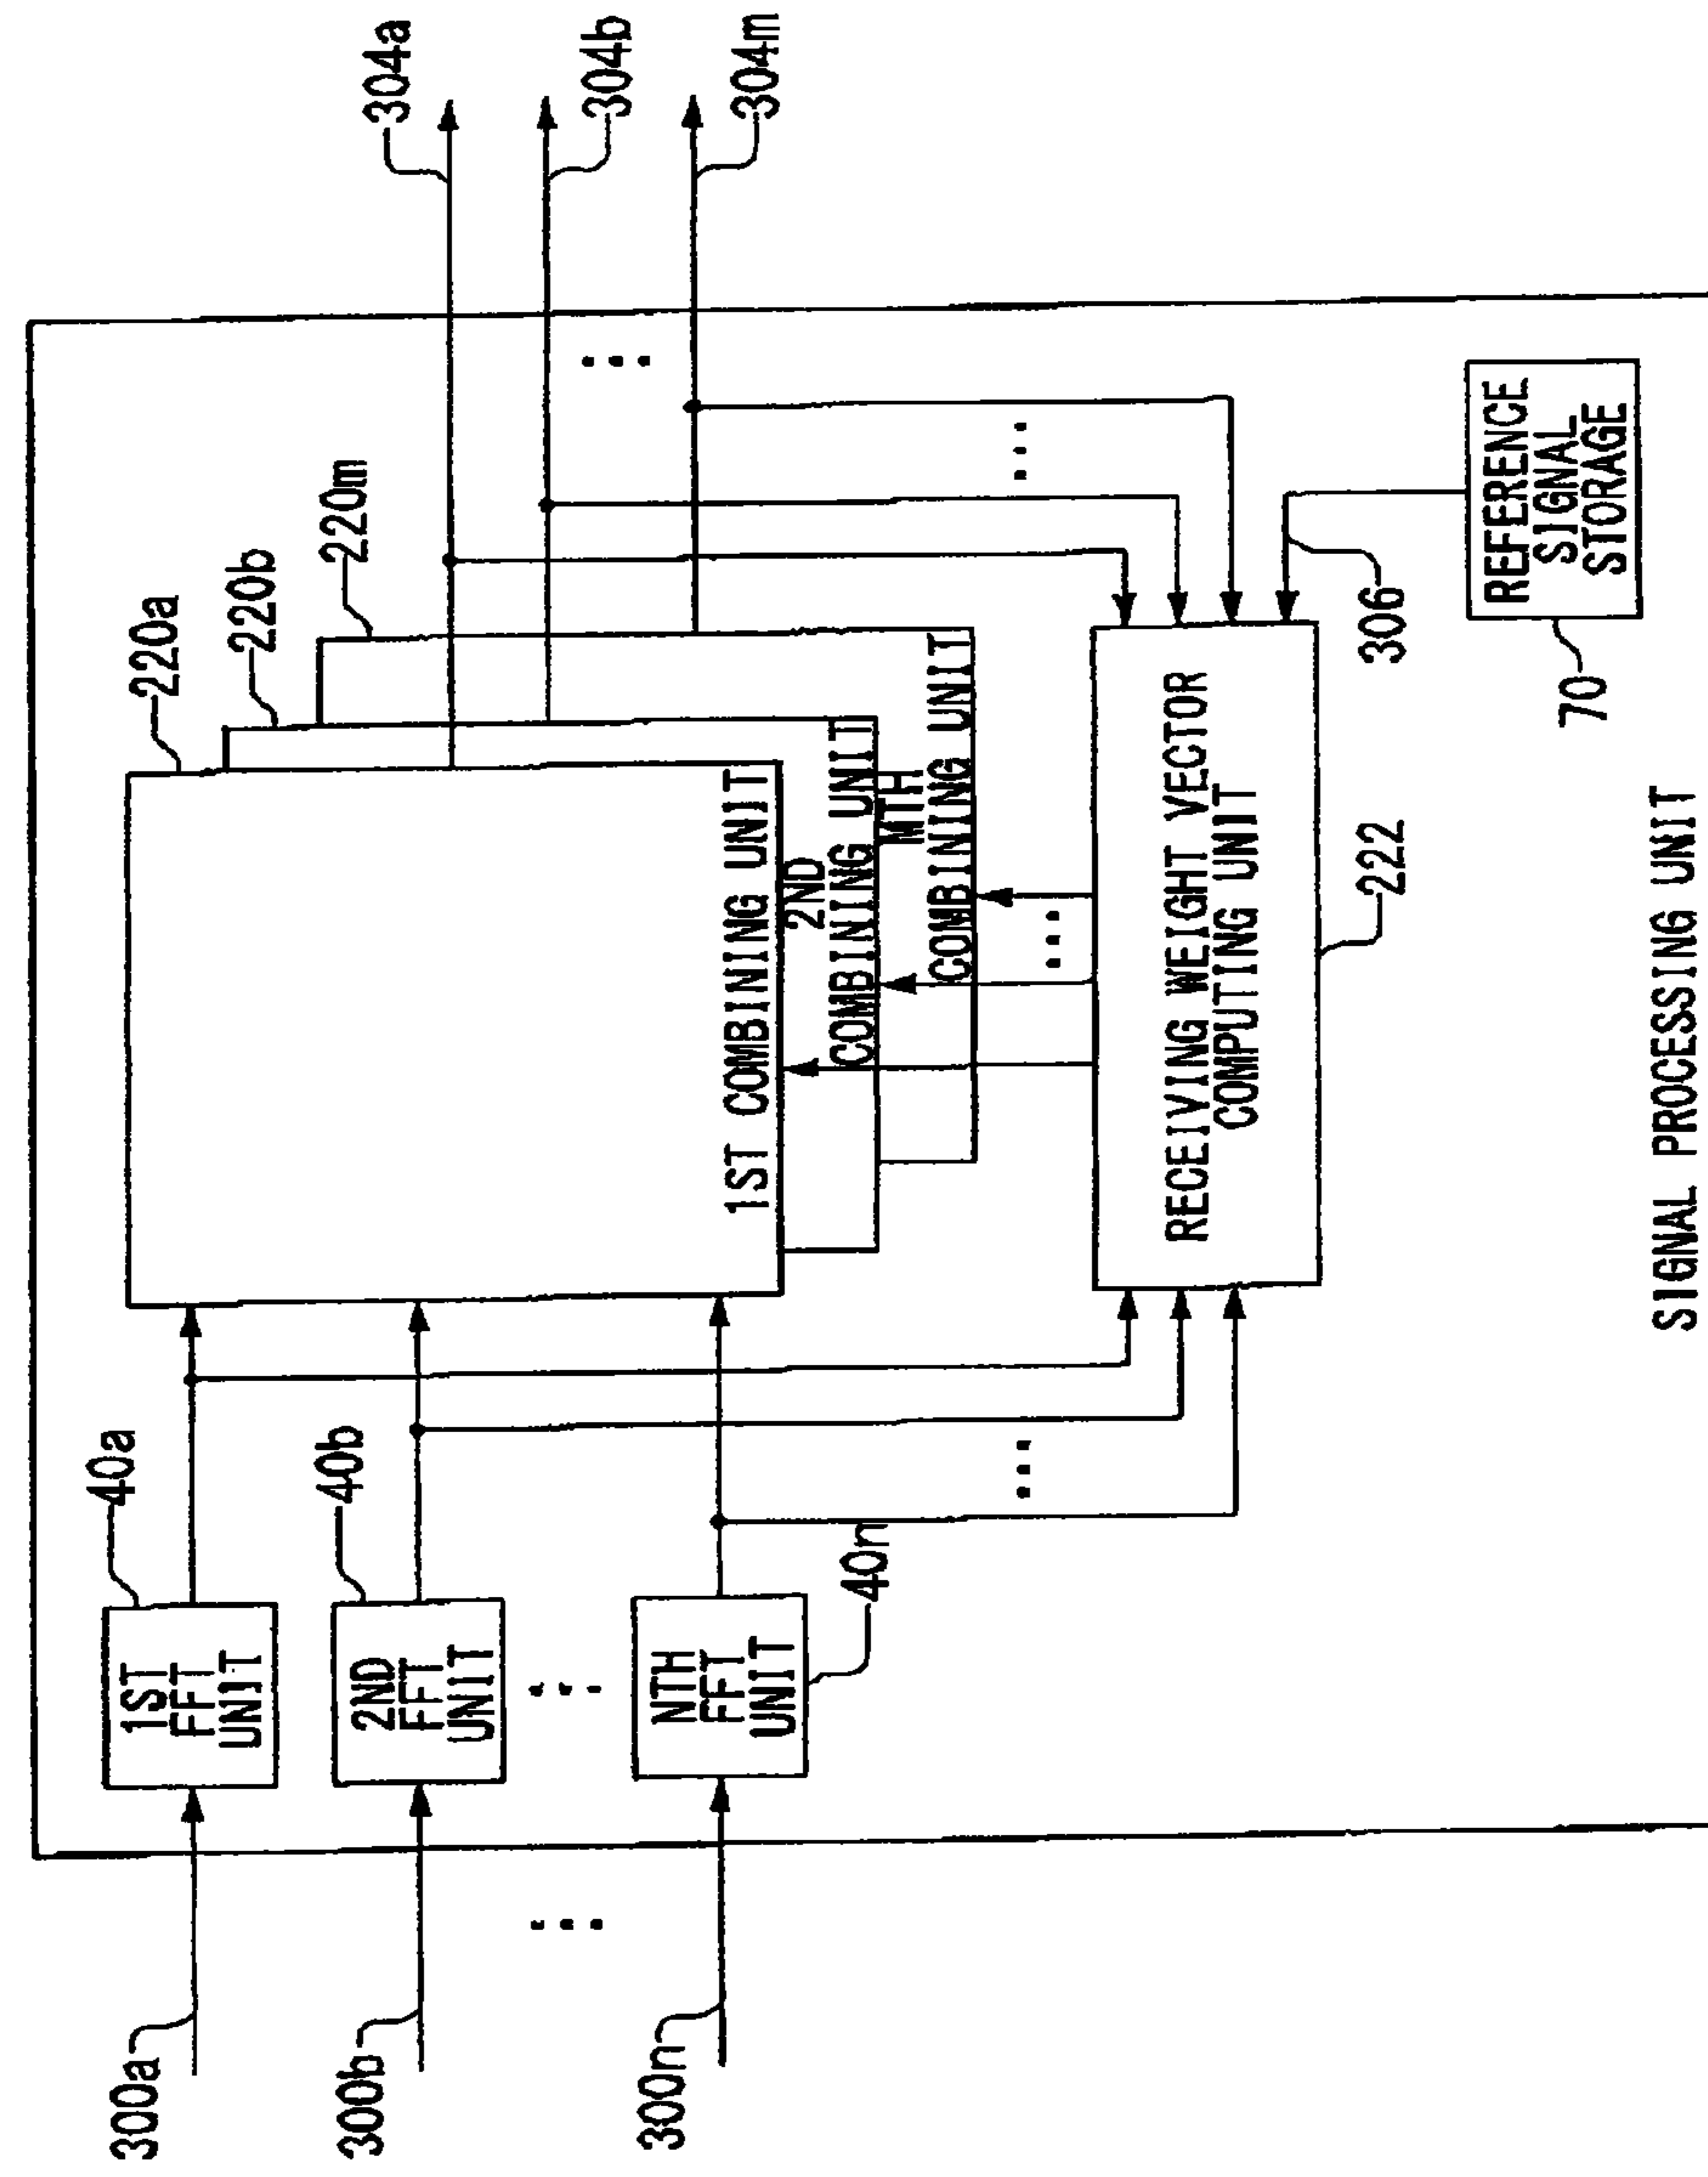 300a
300b
300n
1ST
FFT
UNIT
40a
2ND
FFT
UNIT
40b
NTH
FFT
UNIT
40n
220a
220b
220m
1ST COMBINING UNIT
2ND
COMBINING UNIT
MTH
COMBINING UNIT
304a
304b
304m
RECEIVING WEIGHT VECTOR
COMPUTING UNIT
222
306
REFERENCE
SIGNAL
STORAGE
70
SIGNAL PROCESSING UNIT